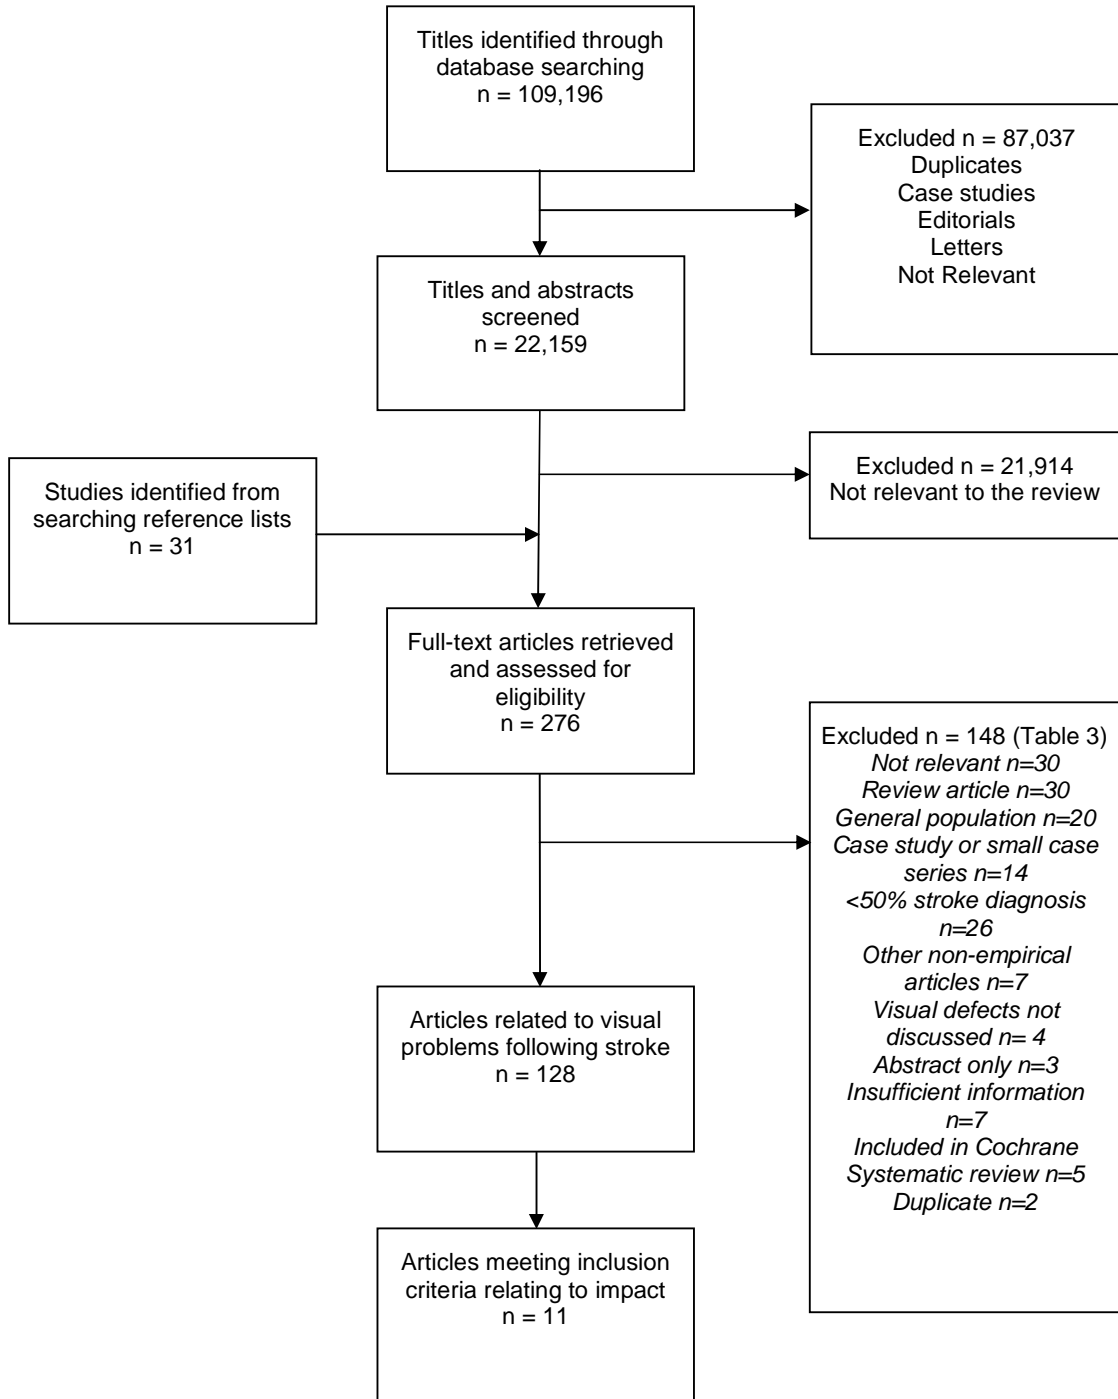 Titles identified through
database searching
n = 109,196
Excluded n = 87,037
Duplicates
Case studies
Editorials
Letters
Not Relevant
Titles and abstracts
screened
n = 22,159
Excluded n = 21,914
Not relevant to the review
Studies identified from
searching reference lists
n = 31
Full-text articles retrieved
and assessed for
eligibility
n = 276
Excluded n = 148 (Table 3)
Not relevant n=30
Review article n=30
General population n=20
Case study or small case
series n=14
<50% stroke diagnosis
n=26
Other non-empirical
articles n=7
Visual defects not
discussed n= 4
Abstract only n=3
Insufficient information
n=7
Included in Cochrane
Systematic review n=5
Duplicate n=2
Articles related to visual
problems following stroke
n = 128
Articles meeting inclusion
criteria relating to impact
n = 11